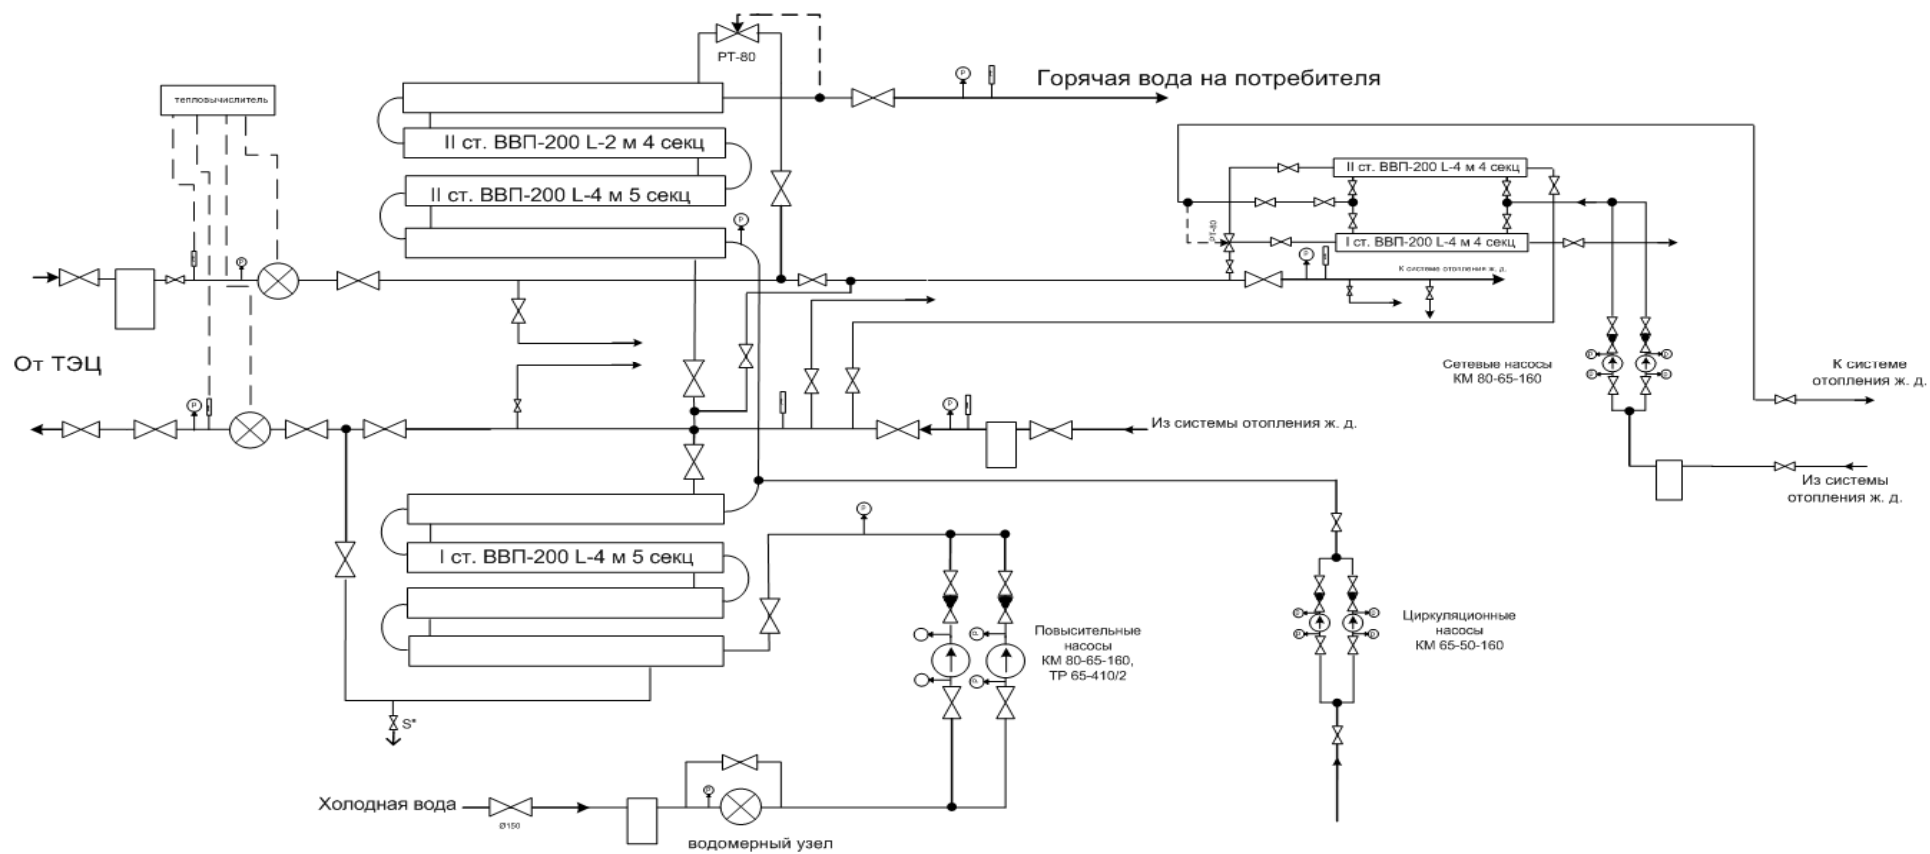 РТ-80
Горячая вода на потребителя
тепловычислитель
II ст. ВВП-200 L-2 м 4 секц
II ст. ВВП-200 L-4 м 5 секц
II ст. ВВП-200 L-4 м 4 секц
РТ-80
I ст. ВВП-200 L-4 м 4 секц
К системе отопления ж. д.
От ТЭЦ
Сетевые насосы
КМ 80-65-160
К системе
отопления ж. д.
Из системы отопления ж. д.
Из системы
отопления ж. д.
I ст. ВВП-200 L-4 м 5 секц
Повысительные
насосы
КМ 80-65-160,
ТР 65-410/2
Циркуляционные
насосы
КМ 65-50-160
S*
Холодная вода
Ø150
водомерный узел